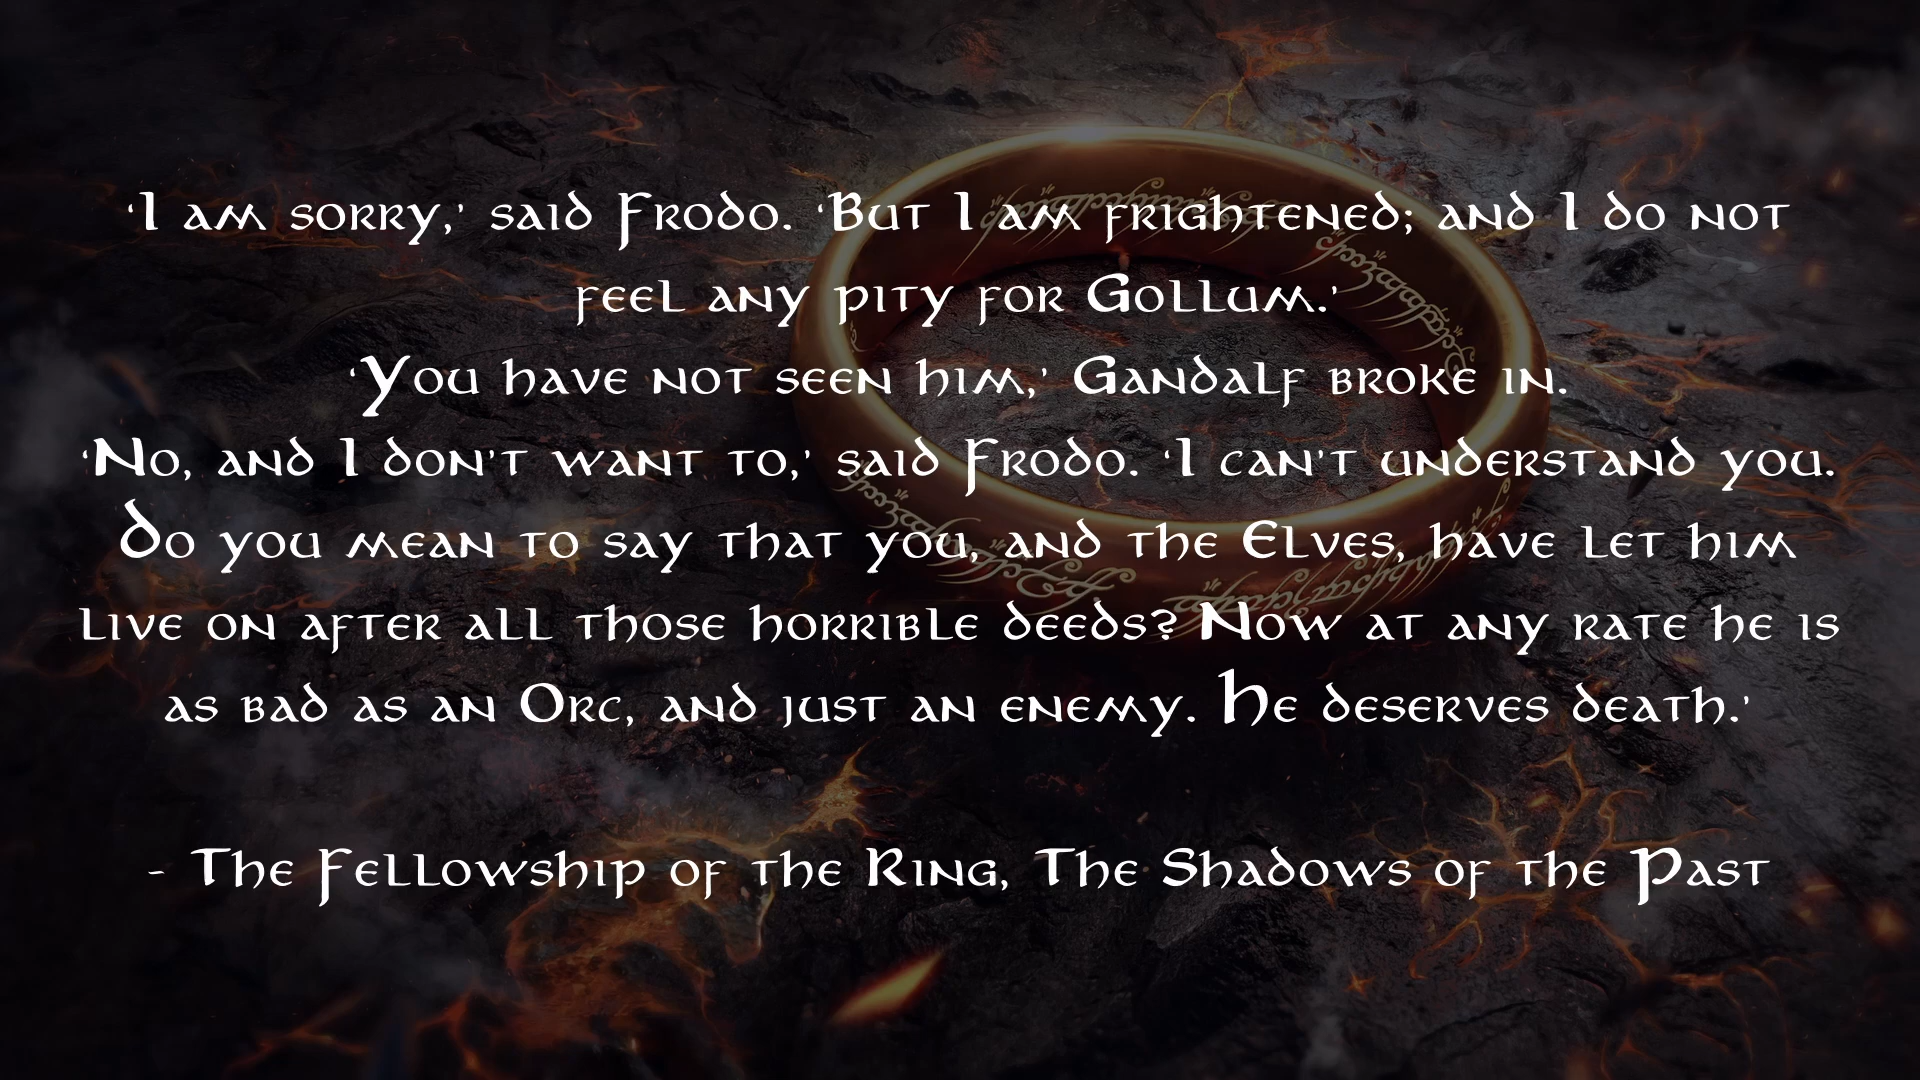 ‘I am sorry,’ said Frodo. ‘But I am frightened; and I do not
feel any pity for Gollum.’
‘You have not seen him,’ Gandalf broke in.
‘No, and I don’t want to,’ said Frodo. ‘I can’t understand you.
Do you mean to say that you, and the Elves, have let him
live on after all those horrible deeds? Now at any rate he is
as bad as an Orc, and just an enemy. He deserves death.’
- The Fellowship of the Ring, The Shadows of the Past